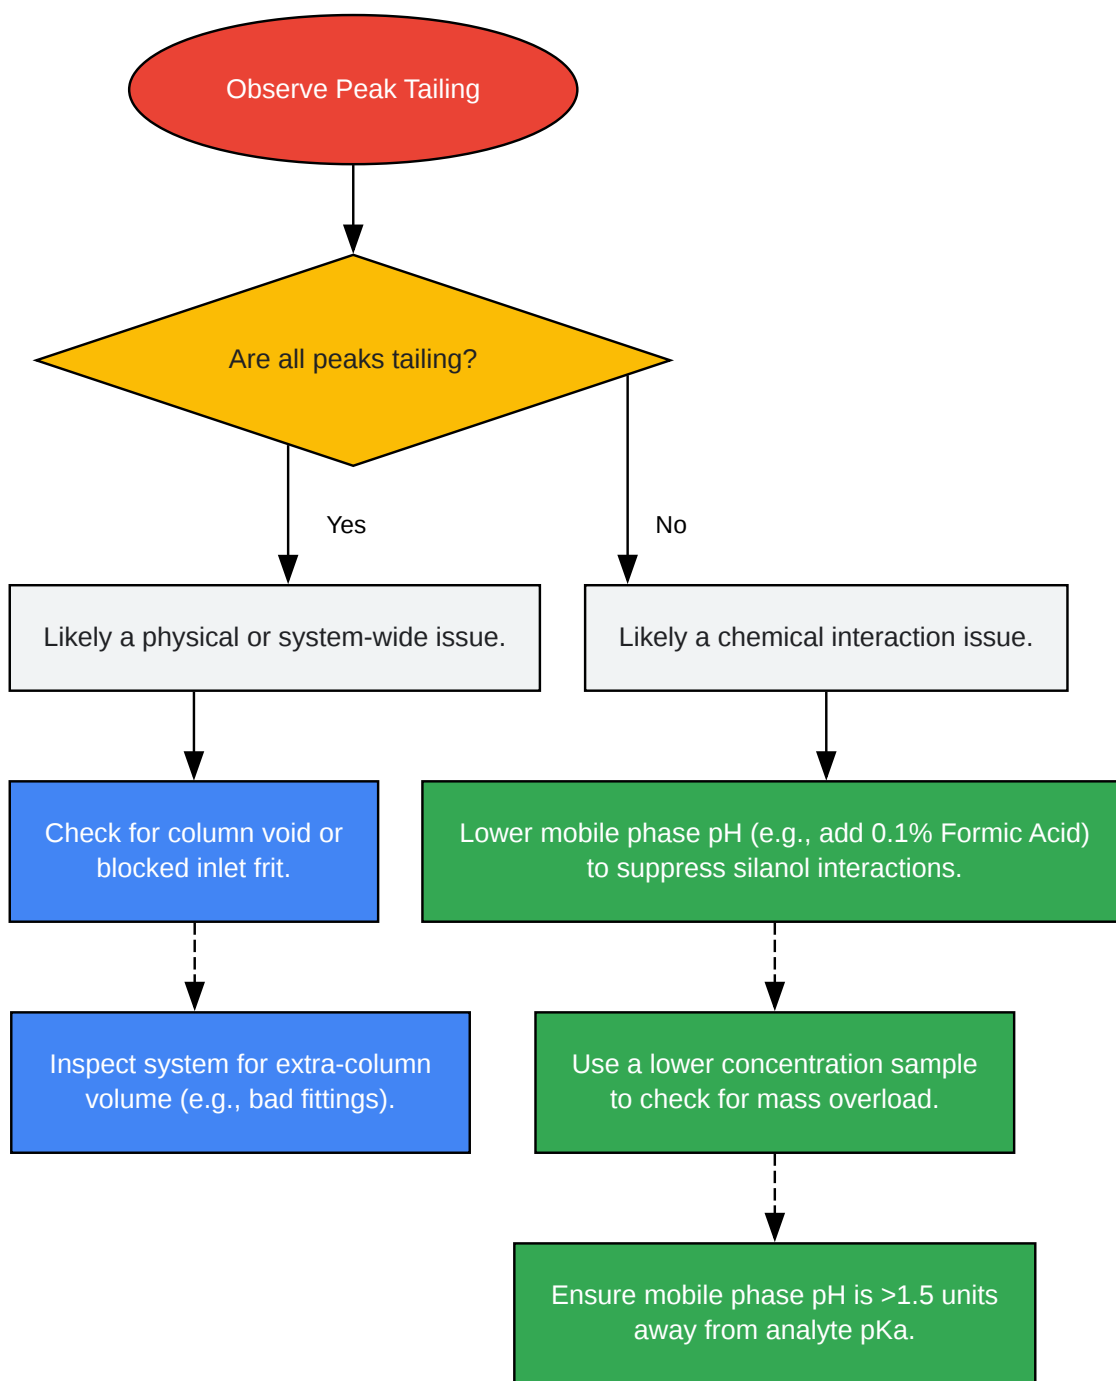 Observe Peak Tailing
Are all peaks tailing?
Yes
No
Likely a physical or system-wide issue.
Likely a chemical interaction issue.
Check for column void or
blocked inlet frit.
Lower mobile phase pH (e.g., add 0.1% Formic Acid)
to suppress silanol interactions.
Inspect system for extra-column
volume (e.g., bad fittings).
Use a lower concentration sample
to check for mass overload.
Ensure mobile phase pH is >1.5 units
away from analyte pKa.